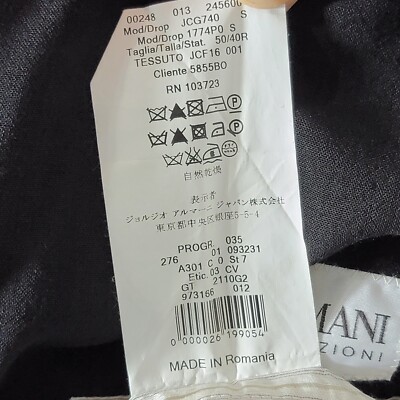 00248 013 245600
Mod/Drop JCG740 S
Mod/Drop 1774P0 S
Taglia/Talla/Stat. 50/40R
TESSUTO JCF16 001
Cliente 5855BO
RN 103723
自然乾燥
表示者
ジョルジオ アルマーニ ジャパン株式会社
東京都中央区銀座5-5-4
PROGR. 035
276 01 093231
A301 C 0 St 7
Etic. 03 CV
GT 2110G2
973166 012
0 000026 199054
MADE IN Romania
MANI
ZIONI